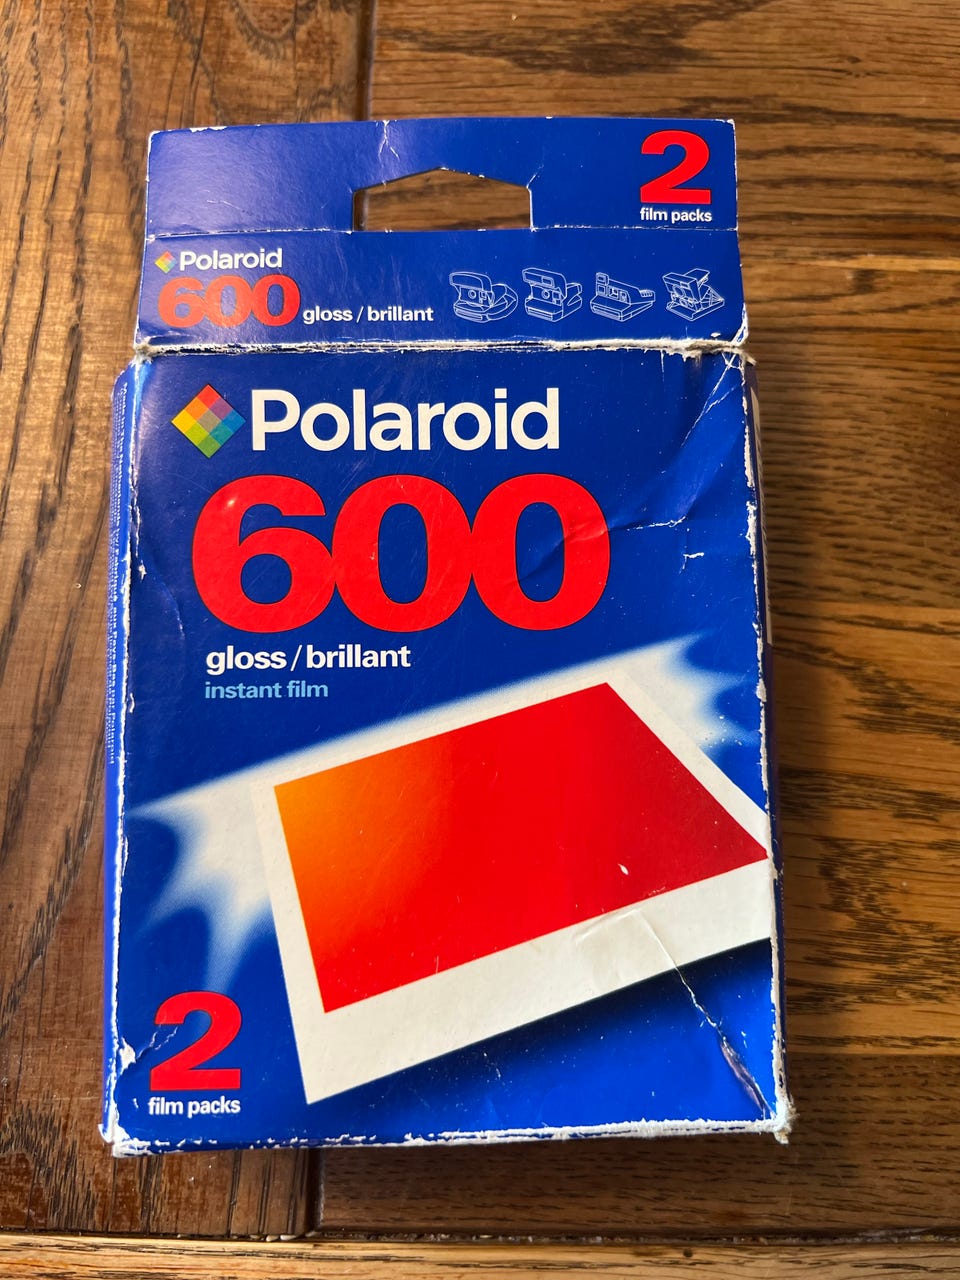 2
film packs
Polaroid
600 gloss / brillant
Polaroid
600
gloss / brillant
instant film
2
film packs